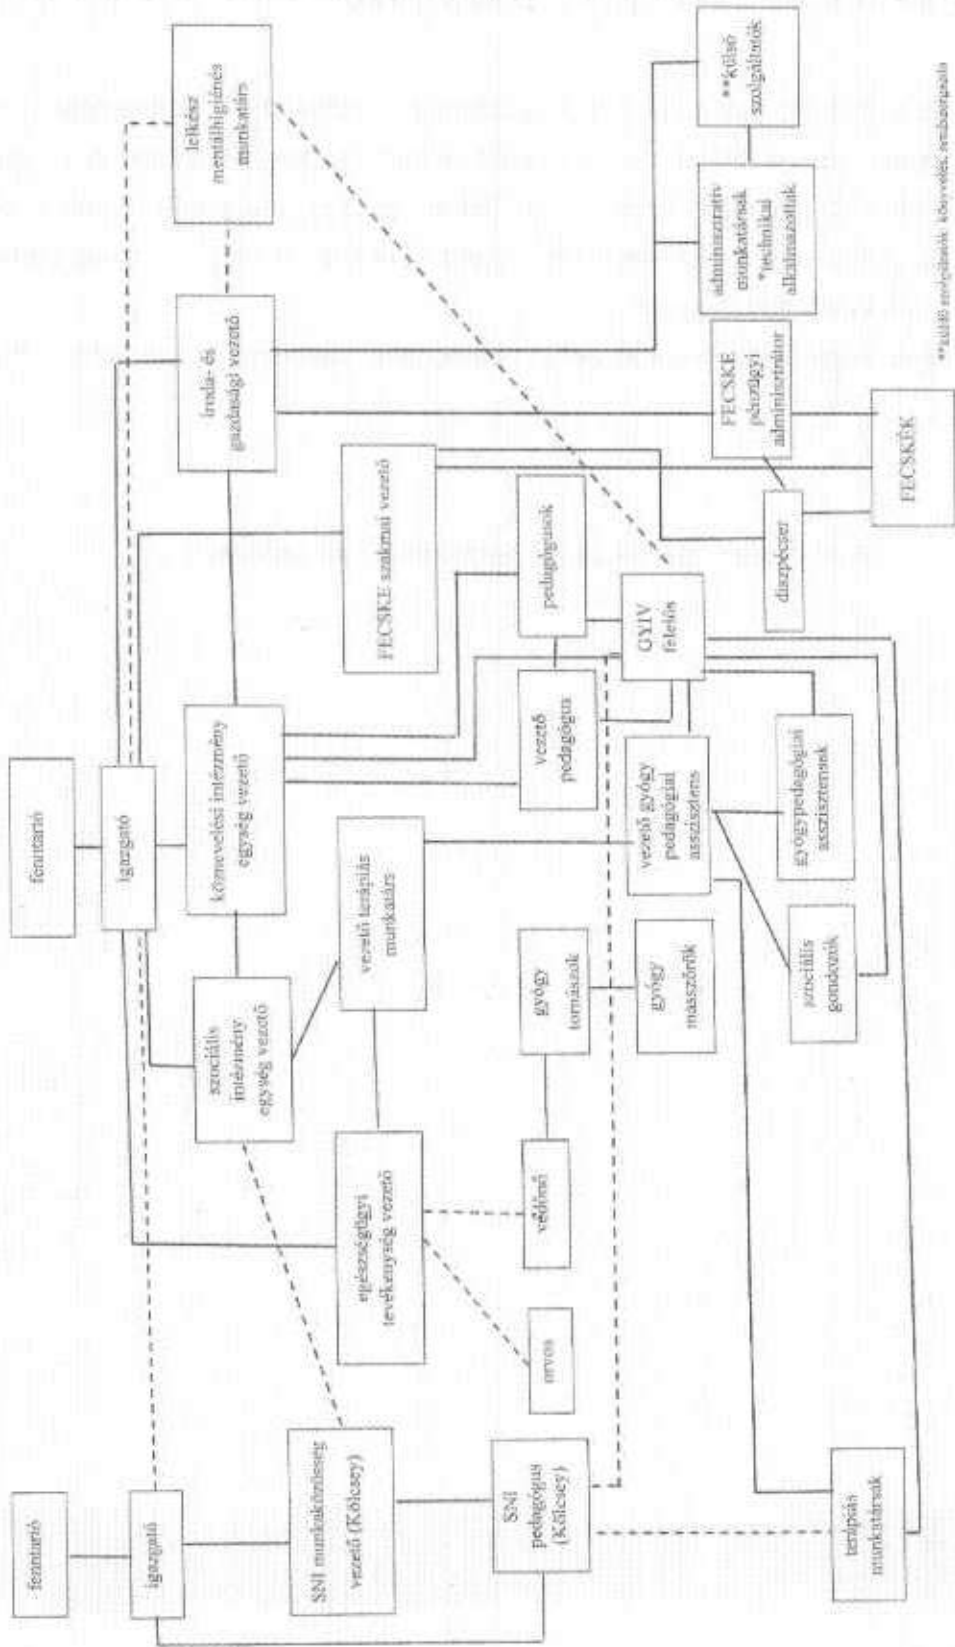 fenntartó
fenntartó
igazgató
igazgató
lelkész
mentálhigiénés
munkatárs
iroda- és
gazdasági vezető
köznevelési intézmény
egység vezető
szociális
intézmény
egység vezető
SNI munkaközösség
vezető (Kölcsey)
egészségügyi
tevékenység vezető
vezető terápiás
munkatárs
FECSKE szakmai vezető
SNI
pedagógus
(Kölcsey)
orvos
védőnő
gyógy
tornászok
vezető
pedagógus
pedagógusok
gyógy
masszőrök
vezető gyógy
pedagógiai
asszisztens
GYIV
felelős
FECSKE
pénzügyi
adminisztrátor
adminisztratív
munkatársak
*technikai
alkalmazottak
**külső
szolgáltatók
szociális
gondozók
gyógypedagógiai
asszisztensek
diszpécser
terápiás
munkatársak
FECSKÉK
**külső szolgáltatók: könyvelés,